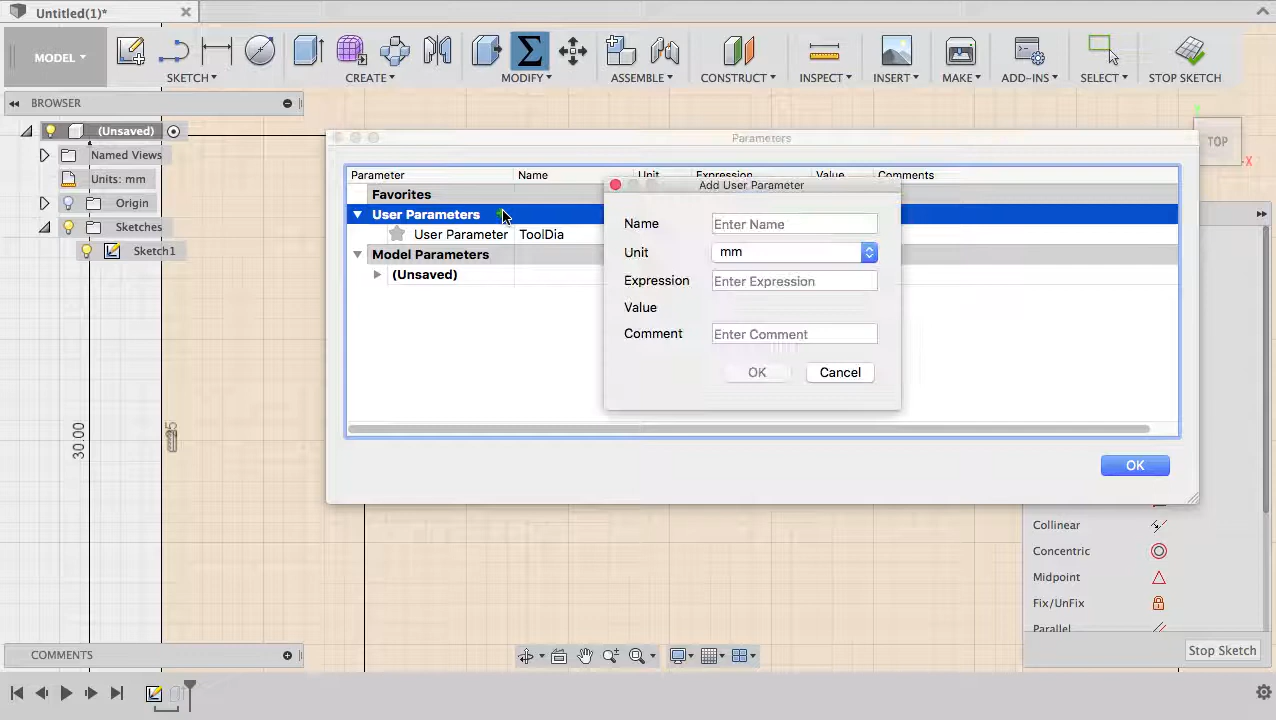 Untitled(1)*
MODEL
SKETCH
CREATE
MODIFY
ASSEMBLE
CONSTRUCT
INSPECT
INSERT
MAKE
ADD-INS
SELECT
STOP SKETCH
BROWSER
(Unsaved)
Named Views
Units: mm
Origin
Sketches
Sketch1
TOP
X
Parameters
Parameter Name Unit Expression Value Comments
Favorites
User Parameters
User Parameter ToolDia
Model Parameters
(Unsaved)
Add User Parameter
Name Enter Name
Unit mm
Expression Enter Expression
Value
Comment Enter Comment
OK Cancel
OK
30.00
Collinear
Concentric
Midpoint
Fix/UnFix
Parallel
Stop Sketch
COMMENTS